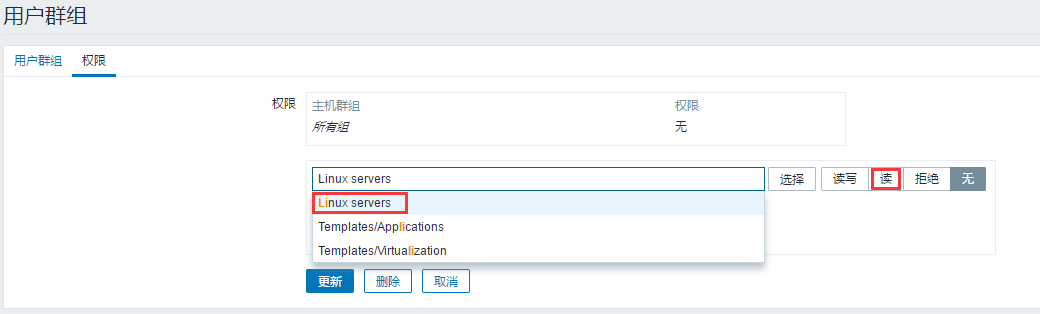 用户群组
用户群组 权限
权限 主机群组 权限
所有组 无
Linux servers 选择 读写 读 拒绝 无
Linux servers
Templates/Applications
Templates/Virtualization
更新 删除 取消